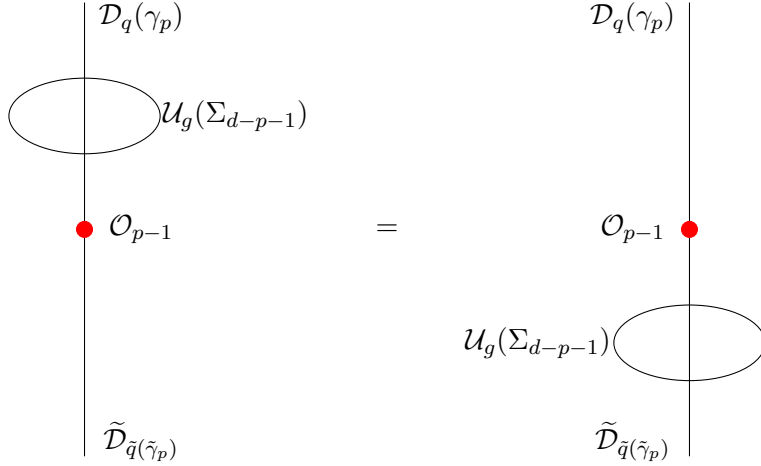 𝒟_q(γ_p) 𝒟_q(γ_p)
𝒰_g(Σ_{d−p−1})
𝒪_{p−1} = 𝒪_{p−1}
𝒰_g(Σ_{d−p−1})
𝒟̃_{q̃(γ̃_p)} 𝒟̃_{q̃(γ̃_p)}